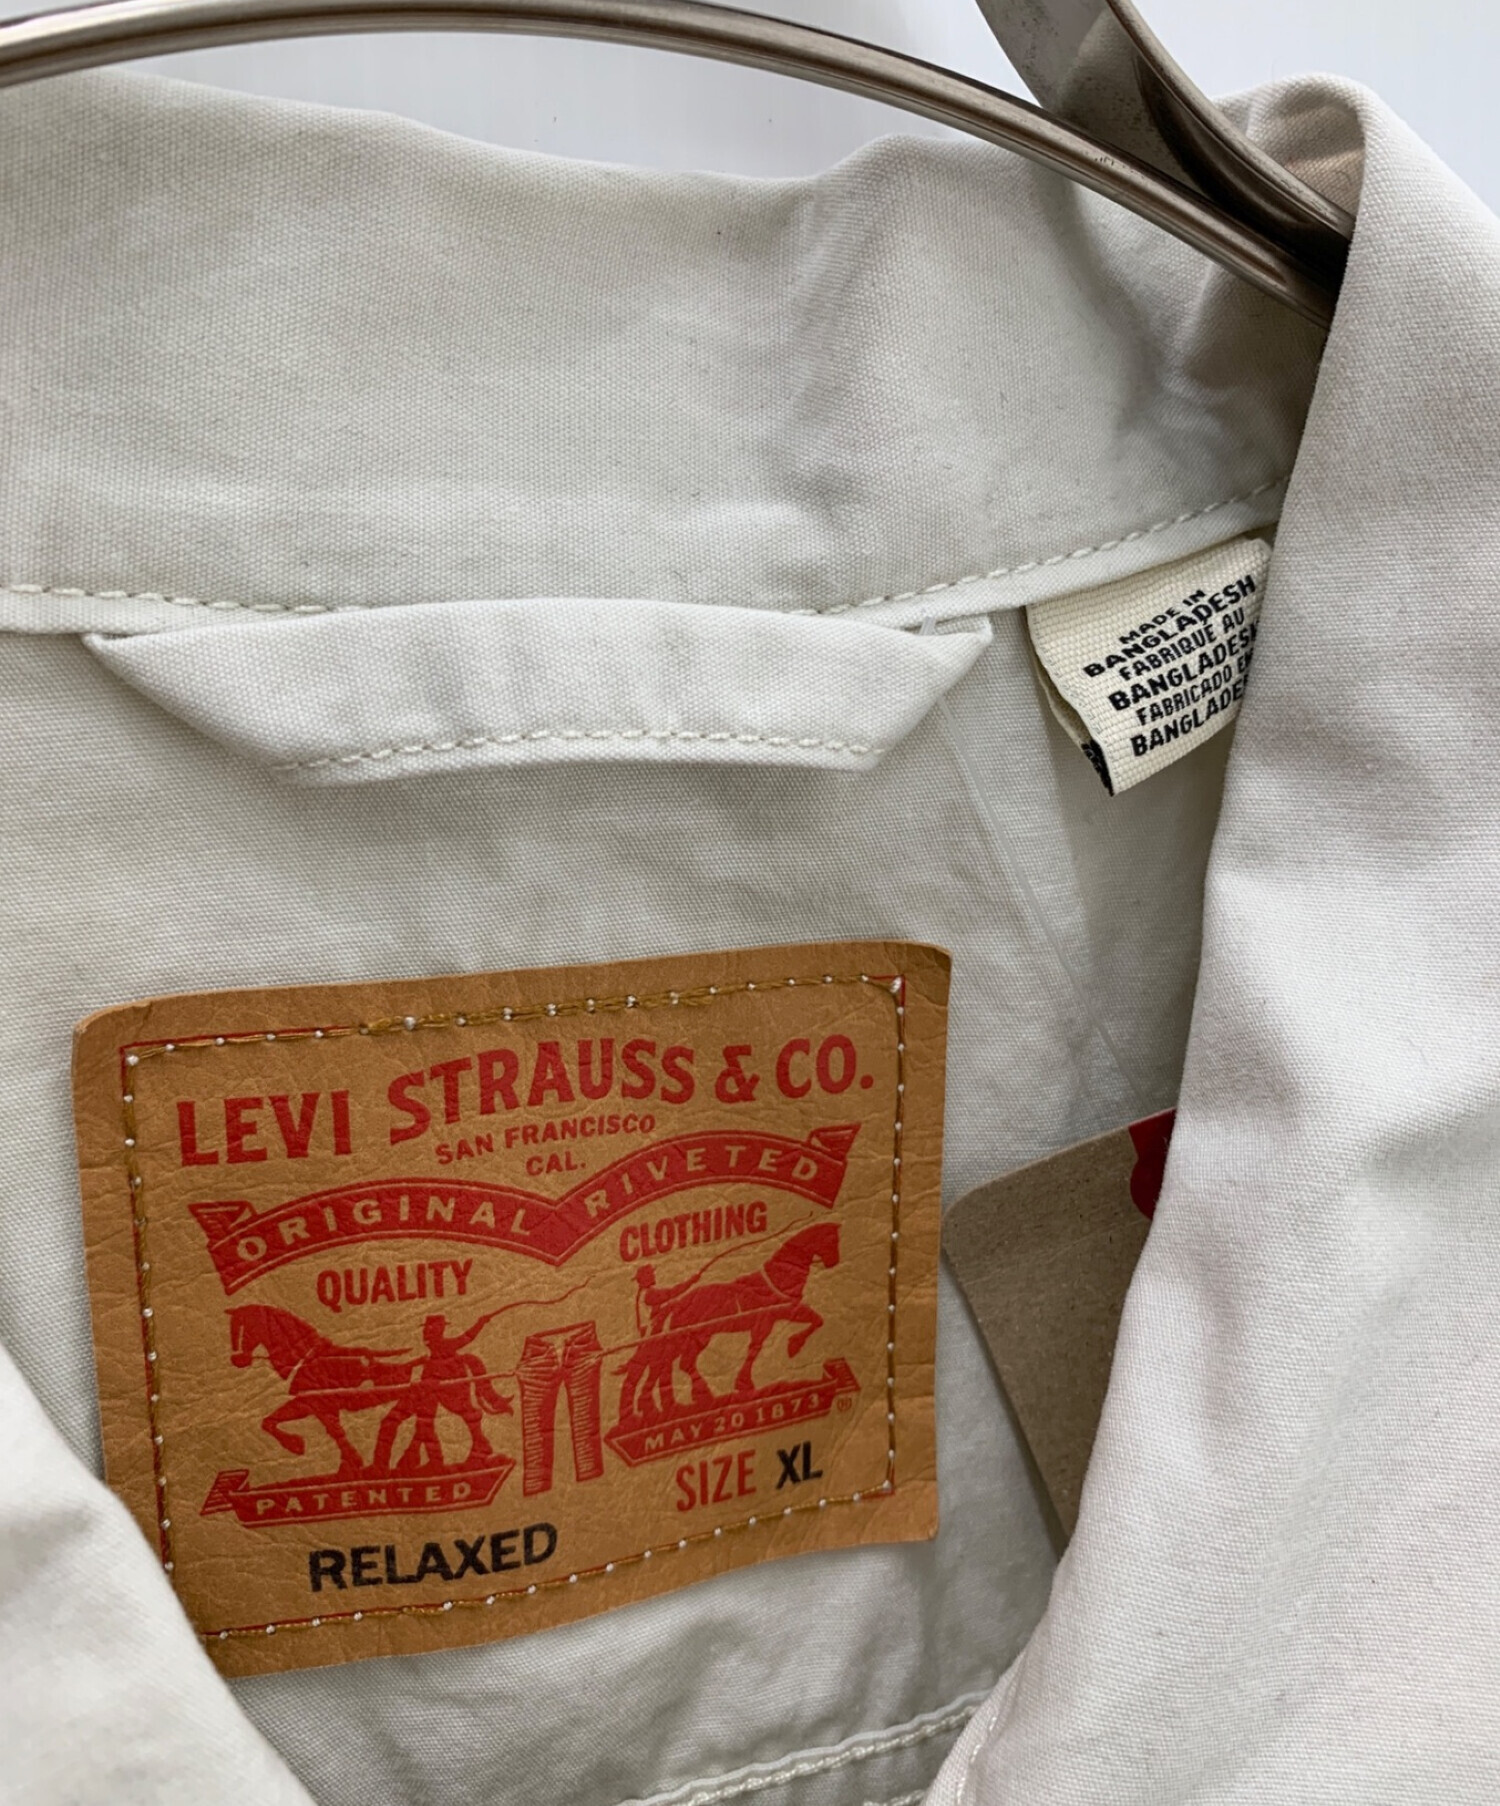 MADE IN
BANGLADESH
FABRIQUÉ AU
BANGLADESH
FABRICADO EN
BANGLADE
LEVI STRAUSS & CO.
SAN FRANCISCO
CAL.
ORIGINAL RIVETED
QUALITY CLOTHING
PATENTED MAY 20 1873 ®
SIZE XL
RELAXED